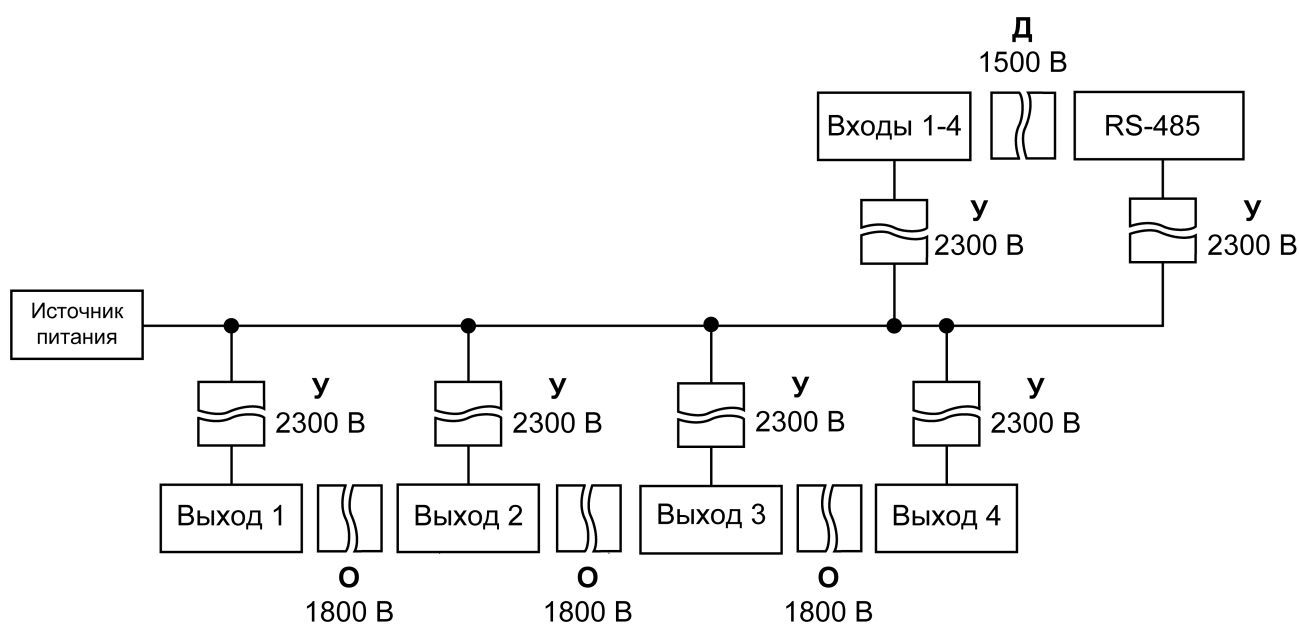 Д
1500 В
Входы 1-4
RS-485
У
2300 В
У
2300 В
Источник
питания
У
2300 В
У
2300 В
У
2300 В
У
2300 В
Выход 1
Выход 2
Выход 3
Выход 4
О
1800 В
О
1800 В
О
1800 В